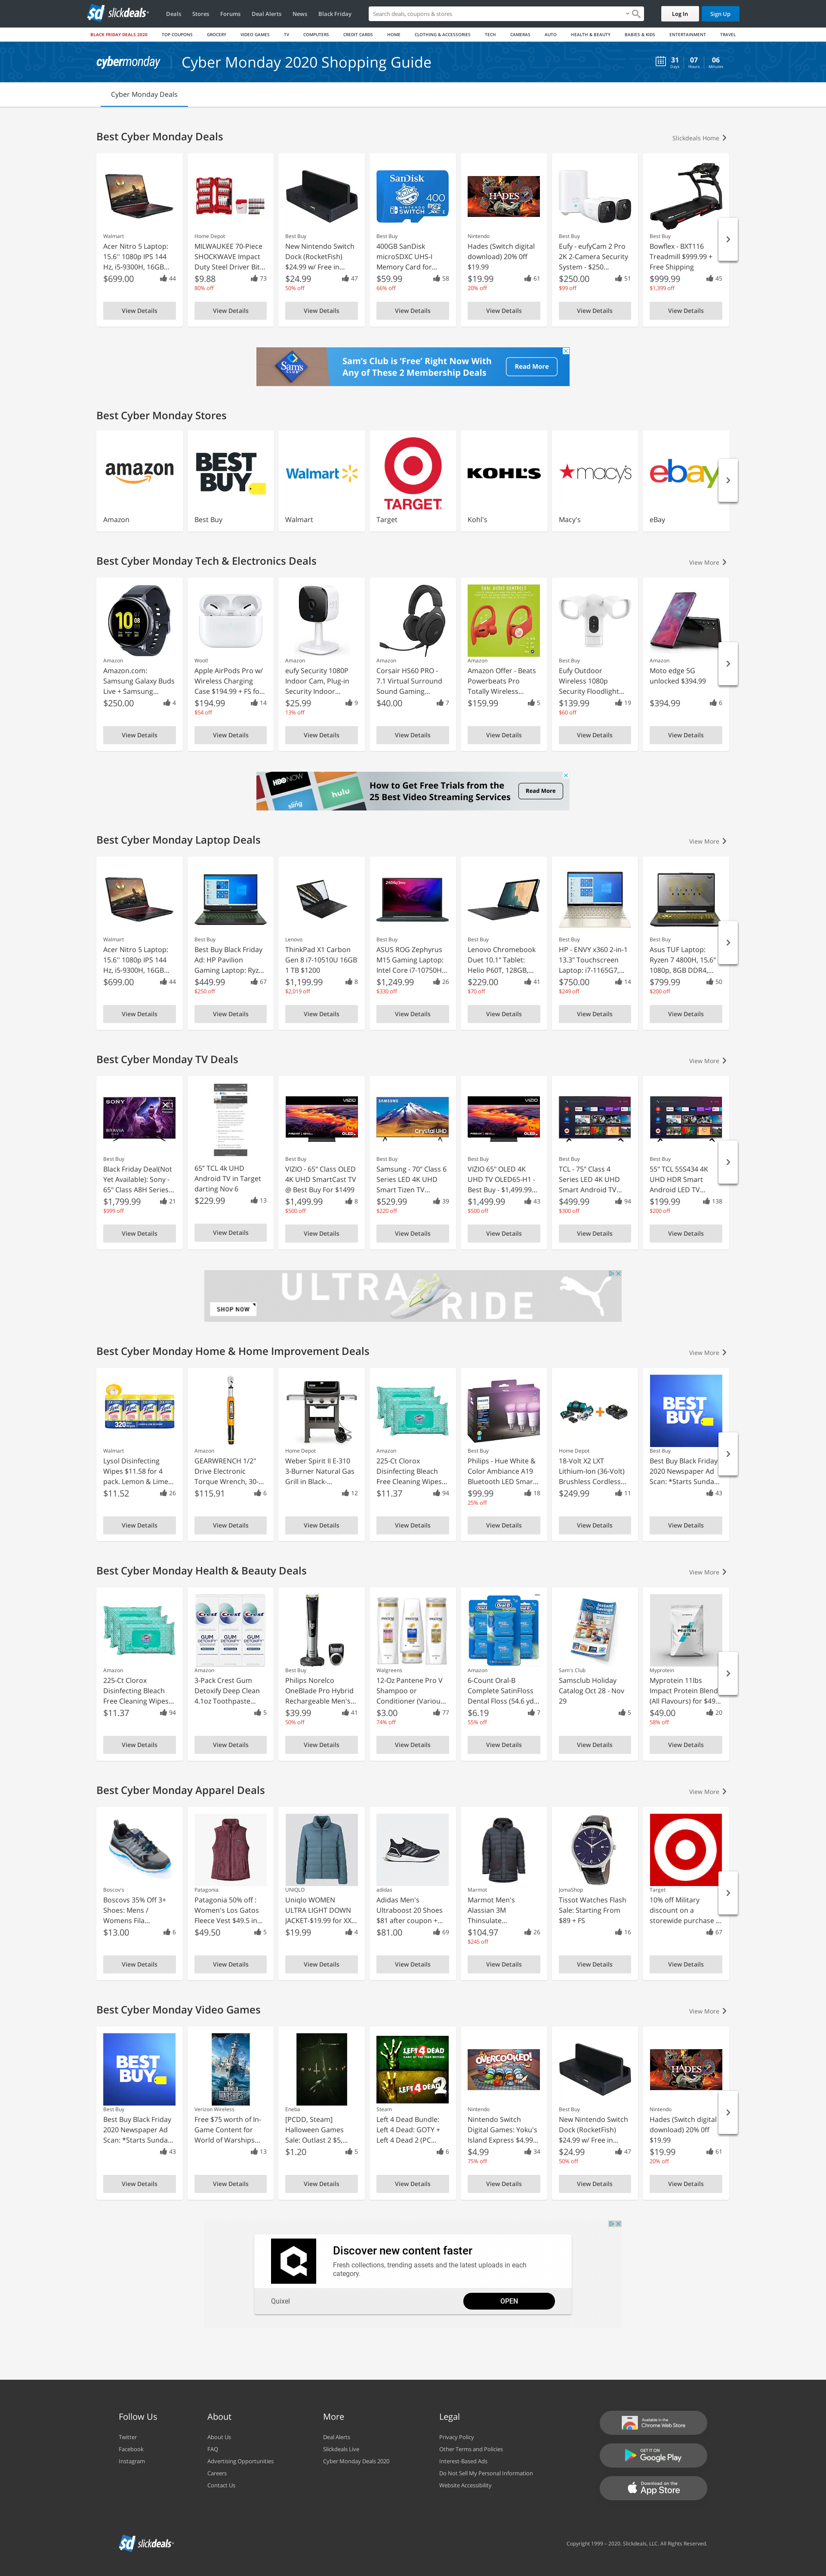 slickdeals
Deals
Stores
Forums
Deal Alerts
News
Black Friday
Search deals, coupons & stores
Log In
Sign Up
BLACK FRIDAY DEALS 2020
TOP COUPONS
GROCERY
VIDEO GAMES
TV
COMPUTERS
CREDIT CARDS
HOME
CLOTHING & ACCESSORIES
TECH
CAMERAS
AUTO
HEALTH & BEAUTY
BABIES & KIDS
ENTERTAINMENT
TRAVEL
cybermonday
Cyber Monday 2020 Shopping Guide
31 07 06
Days Hours Minutes
Cyber Monday Deals
Best Cyber Monday Deals
Slickdeals Home
Walmart
Acer Nitro 5 Laptop:
15.6'' 1080p IPS 144
Hz, i5-9300H, 16GB...
$699.00
44
View Details
Home Depot
MILWAUKEE 70-Piece
SHOCKWAVE Impact
Duty Steel Driver Bit...
$9.88
73
80% off
View Details
Best Buy
New Nintendo Switch
Dock (RocketFish)
$24.99 w/ Free in...
$24.99
47
50% off
View Details
SanDisk
400
Best Buy
400GB SanDisk
microSDXC UHS-I
Memory Card for...
$59.99
58
66% off
View Details
HADES
Nintendo
Hades (Switch digital
download) 20% 0ff
$19.99
$19.99
61
20% off
View Details
Best Buy
Eufy - eufyCam 2 Pro
2K 2-Camera Security
System - $250...
$250.00
51
$99 off
View Details
Best Buy
Bowflex - BXT116
Treadmill $999.99 +
Free Shipping
$999.99
45
$1,399 off
View Details
Sam's Club is 'Free' Right Now With
Any of These 2 Membership Deals
Read More
Best Cyber Monday Stores
amazon
Amazon
BEST BUY
Best Buy
Walmart
Walmart
TARGET
Target
KOHL'S
Kohl's
macy's
Macy's
ebay
eBay
Best Cyber Monday Tech & Electronics Deals
View More
Amazon
Amazon.com:
Samsung Galaxy Buds
Live + Samsung...
$250.00
4
View Details
Woot!
Apple AirPods Pro w/
Wireless Charging
Case $194.99 + FS fo...
$194.99
14
$54 off
View Details
Amazon
eufy Security 1080P
Indoor Cam, Plug-in
Security Indoor...
$25.99
9
13% off
View Details
Amazon
Corsair HS60 PRO -
7.1 Virtual Surround
Sound Gaming...
$40.00
7
View Details
Amazon
Amazon Offer - Beats
Powerbeats Pro
Totally Wireless...
$159.99
5
View Details
Best Buy
Eufy Outdoor
Wireless 1080p
Security Floodlight...
$139.99
19
$60 off
View Details
Amazon
Moto edge 5G
unlocked $394.99
$394.99
6
View Details
HBO NOW
hulu
sling
How to Get Free Trials from the
25 Best Video Streaming Services
Read More
Best Cyber Monday Laptop Deals
View More
Walmart
Acer Nitro 5 Laptop:
15.6'' 1080p IPS 144
Hz, i5-9300H, 16GB...
$699.00
44
View Details
Best Buy
Best Buy Black Friday
Ad: HP Pavilion
Gaming Laptop: Ryz...
$449.99
67
$250 off
View Details
Lenovo
ThinkPad X1 Carbon
Gen 8 i7-10510U 16GB
1 TB $1200
$1,199.99
8
$2,019 off
View Details
Best Buy
ASUS ROG Zephyrus
M15 Gaming Laptop:
Intel Core i7-10750H...
$1,249.99
26
$330 off
View Details
Best Buy
Lenovo Chromebook
Duet 10.1" Tablet:
Helio P60T, 128GB,...
$229.00
41
$70 off
View Details
Best Buy
HP - ENVY x360 2-in-1
13.3" Touchscreen
Laptop: i7-1165G7,...
$750.00
14
$249 off
View Details
Best Buy
Asus TUF Laptop:
Ryzen 7 4800H, 15.6"
1080p, 8GB DDR4,...
$799.99
50
$200 off
View Details
Best Cyber Monday TV Deals
View More
SONY
Best Buy
Black Friday Deal(Not
Yet Available): Sony -
65" Class A8H Series...
$1,799.99
21
$999 off
View Details
65" TCL 4k UHD
Android TV in Target
darting Nov 6
$229.99
13
View Details
VIZIO
Best Buy
VIZIO - 65" Class OLED
4K UHD SmartCast TV
@ Best Buy For $1499
$1,499.99
8
$500 off
View Details
SAMSUNG
Crystal UHD
Best Buy
Samsung - 70" Class 6
Series LED 4K UHD
Smart Tizen TV...
$529.99
39
$220 off
View Details
VIZIO
Best Buy
VIZIO 65" OLED 4K
UHD TV OLED65-H1 -
Best Buy - $1,499.99...
$1,499.99
43
$500 off
View Details
Best Buy
TCL - 75" Class 4
Series LED 4K UHD
Smart Android TV...
$499.99
94
$300 off
View Details
Best Buy
55" TCL 55S434 4K
UHD HDR Smart
Android LED TV...
$199.99
138
$200 off
View Details
ULTRA RIDE
SHOP NOW
Best Cyber Monday Home & Home Improvement Deals
View More
320
Walmart
Lysol Disinfecting
Wipes $11.58 for 4
pack. Lemon & Lime...
$11.52
26
View Details
Amazon
GEARWRENCH 1/2"
Drive Electronic
Torque Wrench, 30-...
$115.91
6
View Details
Home Depot
Weber Spirit II E-310
3-Burner Natural Gas
Grill in Black-...
12
View Details
Amazon
225-Ct Clorox
Disinfecting Bleach
Free Cleaning Wipes...
$11.37
94
View Details
Best Buy
Philips - Hue White &
Color Ambiance A19
Bluetooth LED Smar...
$99.99
18
25% off
View Details
Home Depot
18-Volt X2 LXT
Lithium-Ion (36-Volt)
Brushless Cordless...
$249.99
11
View Details
BEST BUY
Best Buy
Best Buy Black Friday
2020 Newspaper Ad
Scan: *Starts Sunda...
43
View Details
Best Cyber Monday Health & Beauty Deals
View More
Amazon
225-Ct Clorox
Disinfecting Bleach
Free Cleaning Wipes...
$11.37
94
View Details
Crest Crest Crest
GUM DETOXIFY
Amazon
3-Pack Crest Gum
Detoxify Deep Clean
4.1oz Toothpaste...
5
View Details
Best Buy
Philips Norelco
OneBlade Pro Hybrid
Rechargeable Men's...
$39.99
41
50% off
View Details
Walgreens
12-Oz Pantene Pro V
Shampoo or
Conditioner (Variou...
$3.00
77
74% off
View Details
Amazon
6-Count Oral-B
Complete SatinFloss
Dental Floss (54.6 yd...
$6.19
7
55% off
View Details
Sam's Club
Samsclub Holiday
Catalog Oct 28 - Nov
29
5
View Details
Myprotein
Myprotein 11lbs
Impact Protein Blend
(All Flavours) for $49...
$49.00
20
58% off
View Details
Best Cyber Monday Apparel Deals
View More
Boscov's
Boscovs 35% Off 3+
Shoes: Mens /
Womens Fila...
$13.00
6
View Details
Patagonia
Patagonia 50% off :
Women's Los Gatos
Fleece Vest $49.5 in...
$49.50
5
View Details
UNIQLO
Uniqlo WOMEN
ULTRA LIGHT DOWN
JACKET-$19.99 for XX...
$19.99
4
View Details
adidas
Adidas Men's
Ultraboost 20 Shoes
$81 after coupon +...
$81.00
69
View Details
Marmot
Marmot Men's
Alassian 3M
Thinsulate...
$104.97
26
$245 off
View Details
JomaShop
Tissot Watches Flash
Sale: Starting From
$89 + FS
16
View Details
Target
10% off Military
discount on a
storewide purchase ...
67
View Details
Best Cyber Monday Video Games
View More
BEST BUY
Best Buy
Best Buy Black Friday
2020 Newspaper Ad
Scan: *Starts Sunda...
43
View Details
Verizon Wireless
Free $75 worth of In-
Game Content for
World of Warships...
13
View Details
Eneba
[PCDD, Steam]
Halloween Games
Sale: Outlast 2 $5,...
$1.20
5
View Details
LEFT 4 DEAD
LEFT 4 DEAD 2
Steam
Left 4 Dead Bundle:
Left 4 Dead: GOTY +
Left 4 Dead 2 (PC...
6
View Details
OVERCOOKED!
Nintendo
Nintendo Switch
Digital Games: Yoku's
Island Express $4.99...
$4.99
34
75% off
View Details
Best Buy
New Nintendo Switch
Dock (RocketFish)
$24.99 w/ Free in...
$24.99
47
50% off
View Details
HADES
Nintendo
Hades (Switch digital
download) 20% 0ff
$19.99
$19.99
61
20% off
View Details
Discover new content faster
Fresh collections, trending assets and the latest uploads in each
category.
Quixel
OPEN
Follow Us
Twitter
Facebook
Instagram
About
About Us
FAQ
Advertising Opportunities
Careers
Contact Us
More
Deal Alerts
Slickdeals Live
Cyber Monday Deals 2020
Legal
Privacy Policy
Other Terms and Policies
Interest-Based Ads
Do Not Sell My Personal Information
Website Accessibility
Available in the
Chrome Web Store
GET IT ON
Google Play
Download on the
App Store
slickdeals
Copyright 1999 – 2020. Slickdeals, LLC. All Rights Reserved.